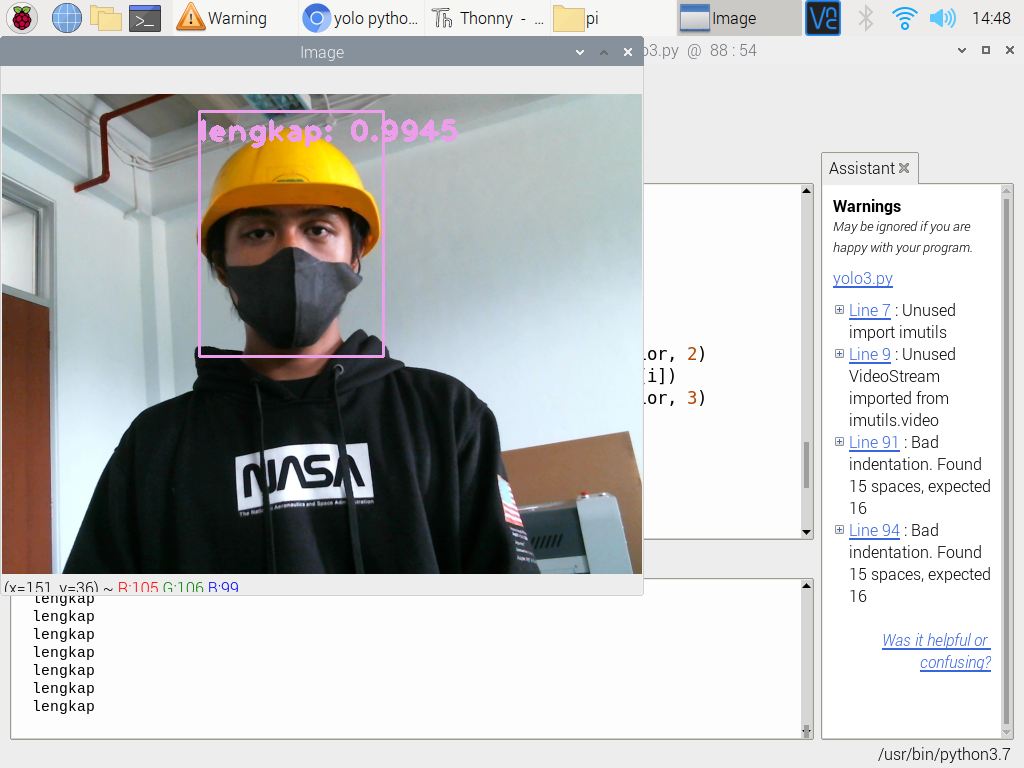 Warning
yolo pytho...
Thonny - ...
pi
Image
14:48
Image
o3.py @ 88 : 54
lengkap: 0.9945
NASA
Assistant
Warnings
May be ignored if you are
happy with your program.
yolo3.py
Line 7 : Unused
import imutils
Line 9 : Unused
VideoStream
imported from
imutils.video
Line 91 : Bad
indentation. Found
15 spaces, expected
16
Line 94 : Bad
indentation. Found
15 spaces, expected
16
Was it helpful or
confusing?
lor, 2)
[i])
lor, 3)
(x=151, y=36) ~ R:105 G:106 B:99
lengkap
lengkap
lengkap
lengkap
lengkap
lengkap
lengkap
/usr/bin/python3.7